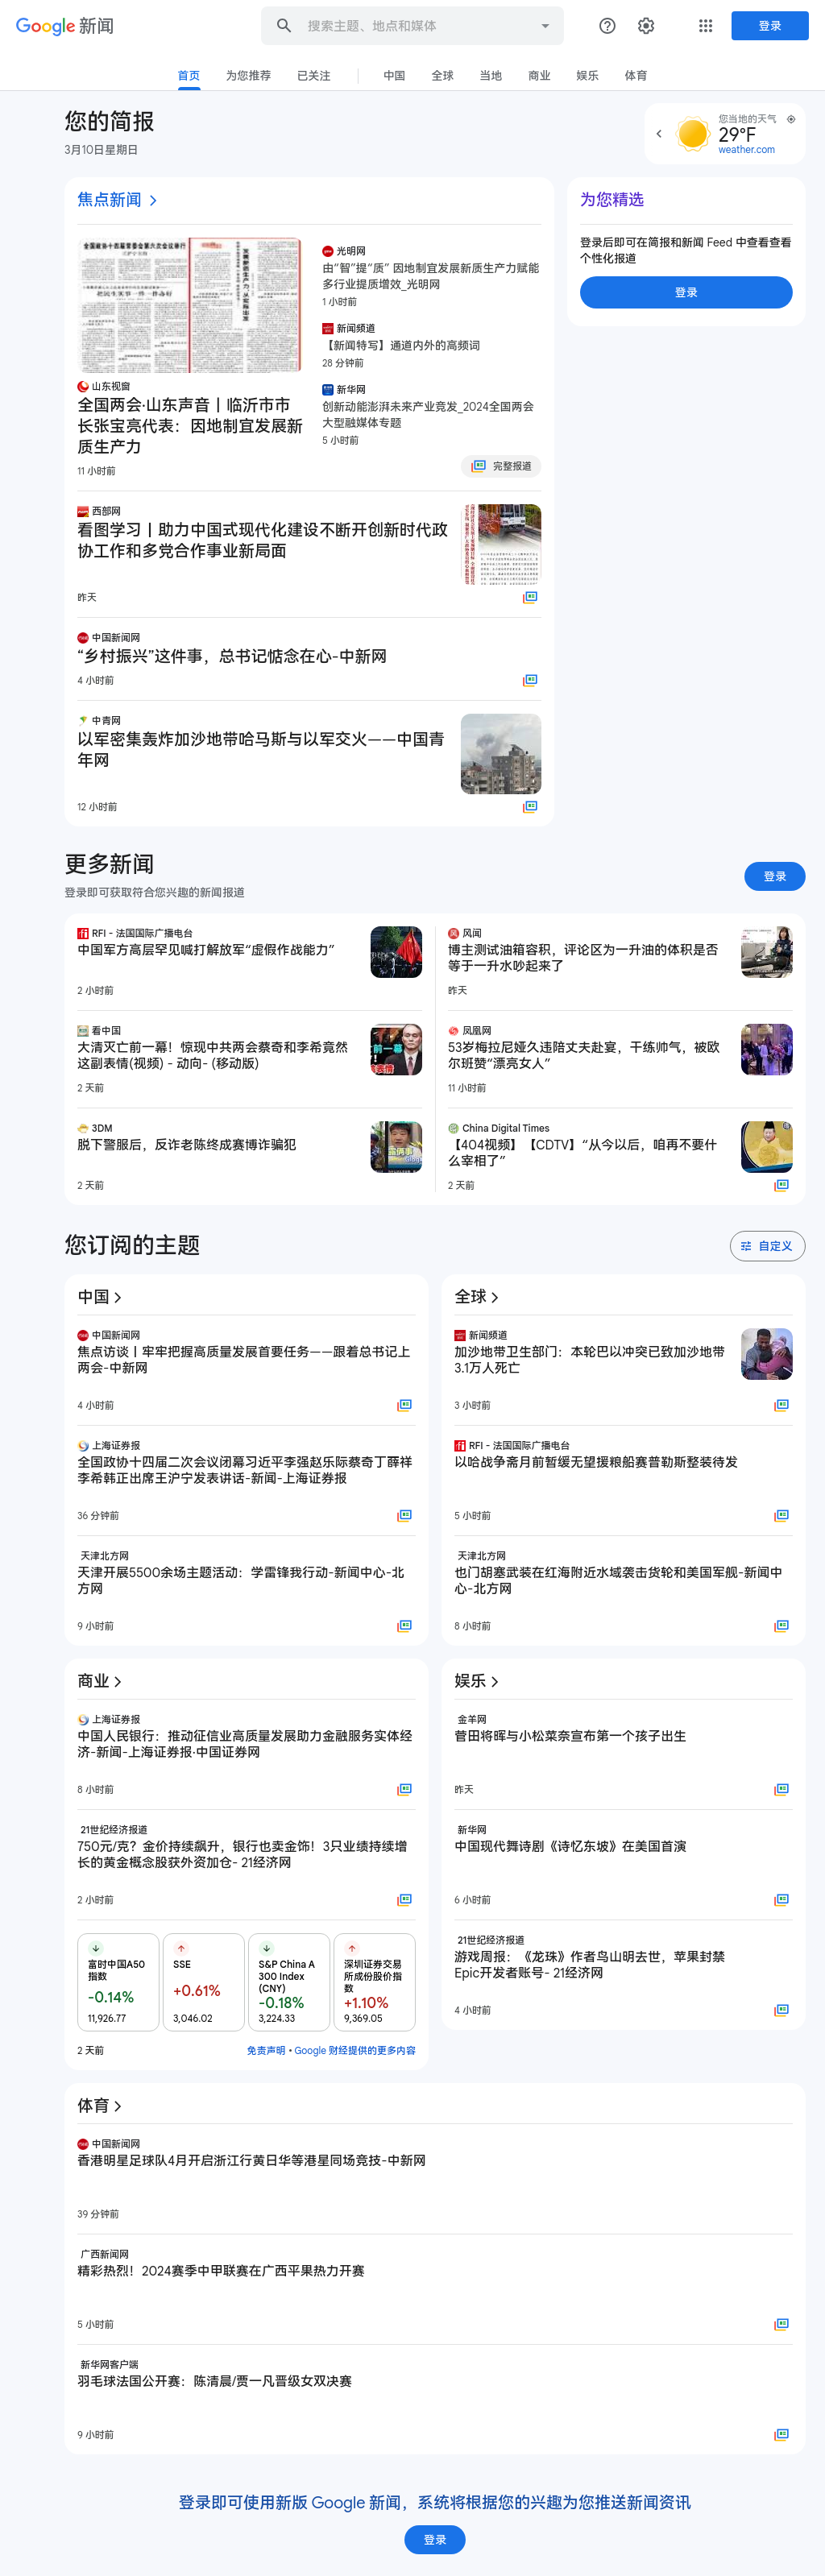 Google 新闻
搜索主题、地点和媒体
登录
首页
为您推荐
已关注
中国
全球
当地
商业
娱乐
体育
您的简报
3月10日星期日
您当地的天气
29°F
weather.com
焦点新闻
全国政协十四届常委会第六次会议举行
山东视窗
全国两会·山东声音丨临沂市市
长张宝亮代表：因地制宜发展新
质生产力
11 小时前
光明网
由“智”提“质” 因地制宜发展新质生产力赋能
多行业提质增效_光明网
1 小时前
新闻频道
【新闻特写】通道内外的高频词
28 分钟前
新华网
创新动能澎湃未来产业竞发_2024全国两会
大型融媒体专题
5 小时前
完整报道
为您精选
登录后即可在简报和新闻 Feed 中查看查看
个性化报道
登录
西部网
看图学习丨助力中国式现代化建设不断开创新时代政
协工作和多党合作事业新局面
昨天
中国新闻网
“乡村振兴”这件事，总书记惦念在心-中新网
4 小时前
中青网
以军密集轰炸加沙地带哈马斯与以军交火——中国青
年网
12 小时前
更多新闻
登录即可获取符合您兴趣的新闻报道
登录
RFI - 法国国际广播电台
中国军方高层罕见喊打解放军“虚假作战能力”
2 小时前
看中国
大清灭亡前一幕！惊现中共两会蔡奇和李希竟然
这副表情(视频) - 动向- (移动版)
2 天前
3DM
脱下警服后，反诈老陈终成赛博诈骗犯
2 天前
风闻
博主测试油箱容积，评论区为一升油的体积是否
等于一升水吵起来了
昨天
凤凰网
53岁梅拉尼娅久违陪丈夫赴宴，干练帅气，被欧
尔班赞“漂亮女人”
11 小时前
China Digital Times
【404视频】【CDTV】“从今以后，咱再不要什
么宰相了”
2 天前
您订阅的主题
自定义
中国
中国新闻网
焦点访谈丨牢牢把握高质量发展首要任务——跟着总书记上
两会-中新网
4 小时前
上海证券报
全国政协十四届二次会议闭幕习近平李强赵乐际蔡奇丁薛祥
李希韩正出席王沪宁发表讲话-新闻-上海证券报
36 分钟前
天津北方网
天津开展5500余场主题活动：学雷锋我行动-新闻中心-北
方网
9 小时前
全球
新闻频道
加沙地带卫生部门：本轮巴以冲突已致加沙地带
3.1万人死亡
3 小时前
RFI - 法国国际广播电台
以哈战争斋月前暂缓无望援粮船赛普勒斯整装待发
5 小时前
天津北方网
也门胡塞武装在红海附近水域袭击货轮和美国军舰-新闻中
心-北方网
8 小时前
商业
上海证券报
中国人民银行：推动征信业高质量发展助力金融服务实体经
济-新闻-上海证券报·中国证券网
8 小时前
21世纪经济报道
750元/克？金价持续飙升，银行也卖金饰！3只业绩持续增
长的黄金概念股获外资加仓- 21经济网
2 小时前
富时中国A50
指数
-0.14%
11,926.77
SSE
+0.61%
3,046.02
S&P China A
300 Index
(CNY)
-0.18%
3,224.33
深圳证券交易
所成份股价指
数
+1.10%
9,369.05
2 天前
免责声明 • Google 财经提供的更多内容
娱乐
金羊网
菅田将晖与小松菜奈宣布第一个孩子出生
昨天
新华网
中国现代舞诗剧《诗忆东坡》在美国首演
6 小时前
21世纪经济报道
游戏周报：《龙珠》作者鸟山明去世，苹果封禁
Epic开发者账号- 21经济网
4 小时前
体育
中国新闻网
香港明星足球队4月开启浙江行黄日华等港星同场竞技-中新网
39 分钟前
广西新闻网
精彩热烈！2024赛季中甲联赛在广西平果热力开赛
5 小时前
新华网客户端
羽毛球法国公开赛：陈清晨/贾一凡晋级女双决赛
9 小时前
登录即可使用新版 Google 新闻，系统将根据您的兴趣为您推送新闻资讯
登录